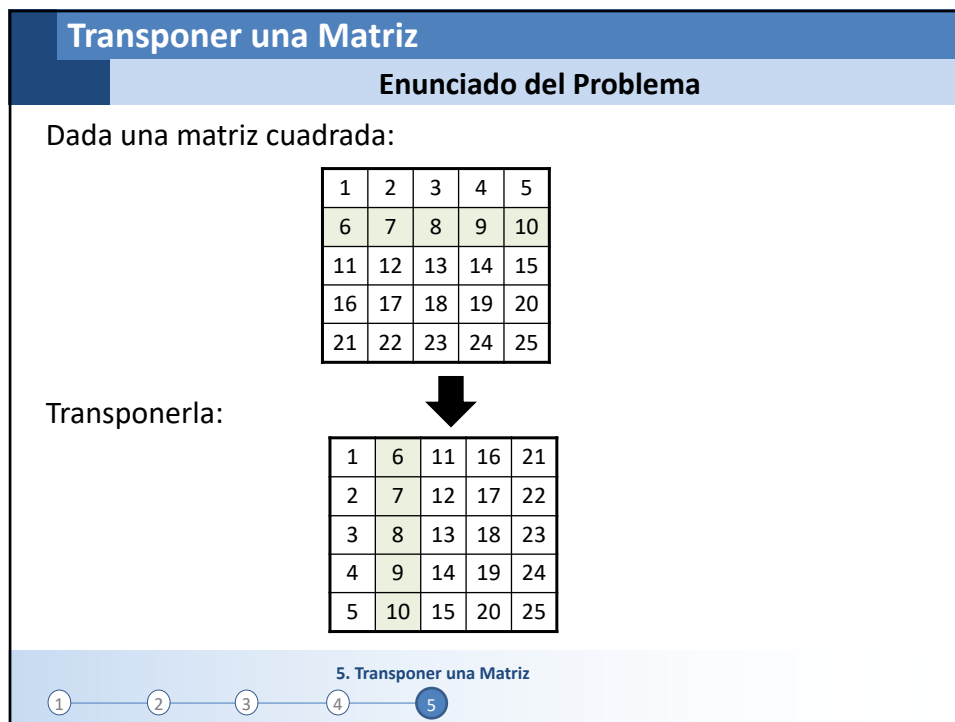 Transponer una Matriz
Enunciado del Problema
Dada una matriz cuadrada:
1 2 3 4 5
6 7 8 9 10
11 12 13 14 15
16 17 18 19 20
21 22 23 24 25
Transponerla:
1 6 11 16 21
2 7 12 17 22
3 8 13 18 23
4 9 14 19 24
5 10 15 20 25
5. Transponer una Matriz
1 2 3 4 5